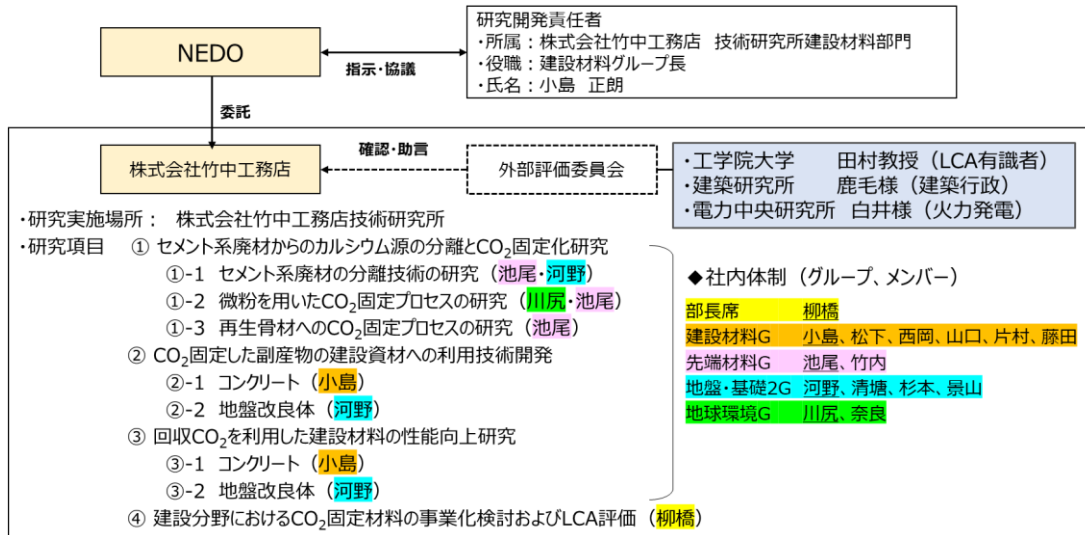 NEDO
指示・協議
研究開発責任者
・所属：株式会社竹中工務店 技術研究所建設材料部門
・役職：建設材料グループ長
・氏名：小島 正朗
委託
株式会社竹中工務店
確認・助言
外部評価委員会
・工学院大学 田村教授（LCA有識者）
・建築研究所 鹿毛様（建築行政）
・電力中央研究所 白井様（火力発電）
・研究実施場所： 株式会社竹中工務店技術研究所
・研究項目 ① セメント系廃材からのカルシウム源の分離とCO₂固定化研究
①-1 セメント系廃材の分離技術の研究（池尾・河野）
①-2 微粉を用いたCO₂固定プロセスの研究（川尻・池尾）
①-3 再生骨材へのCO₂固定プロセスの研究（池尾）
② CO₂固定した副産物の建設資材への利用技術開発
②-1 コンクリート（小島）
②-2 地盤改良体（河野）
③ 回収CO₂を利用した建設材料の性能向上研究
③-1 コンクリート（小島）
③-2 地盤改良体（河野）
④ 建設分野におけるCO₂固定材料の事業化検討およびLCA評価（柳橋）
◆社内体制（グループ、メンバー）
部長席 柳橋
建設材料G 小島、松下、西岡、山口、片村、藤田
先端材料G 池尾、竹内
地盤・基礎2G 河野、清塘、杉本、景山
地球環境G 川尻、奈良